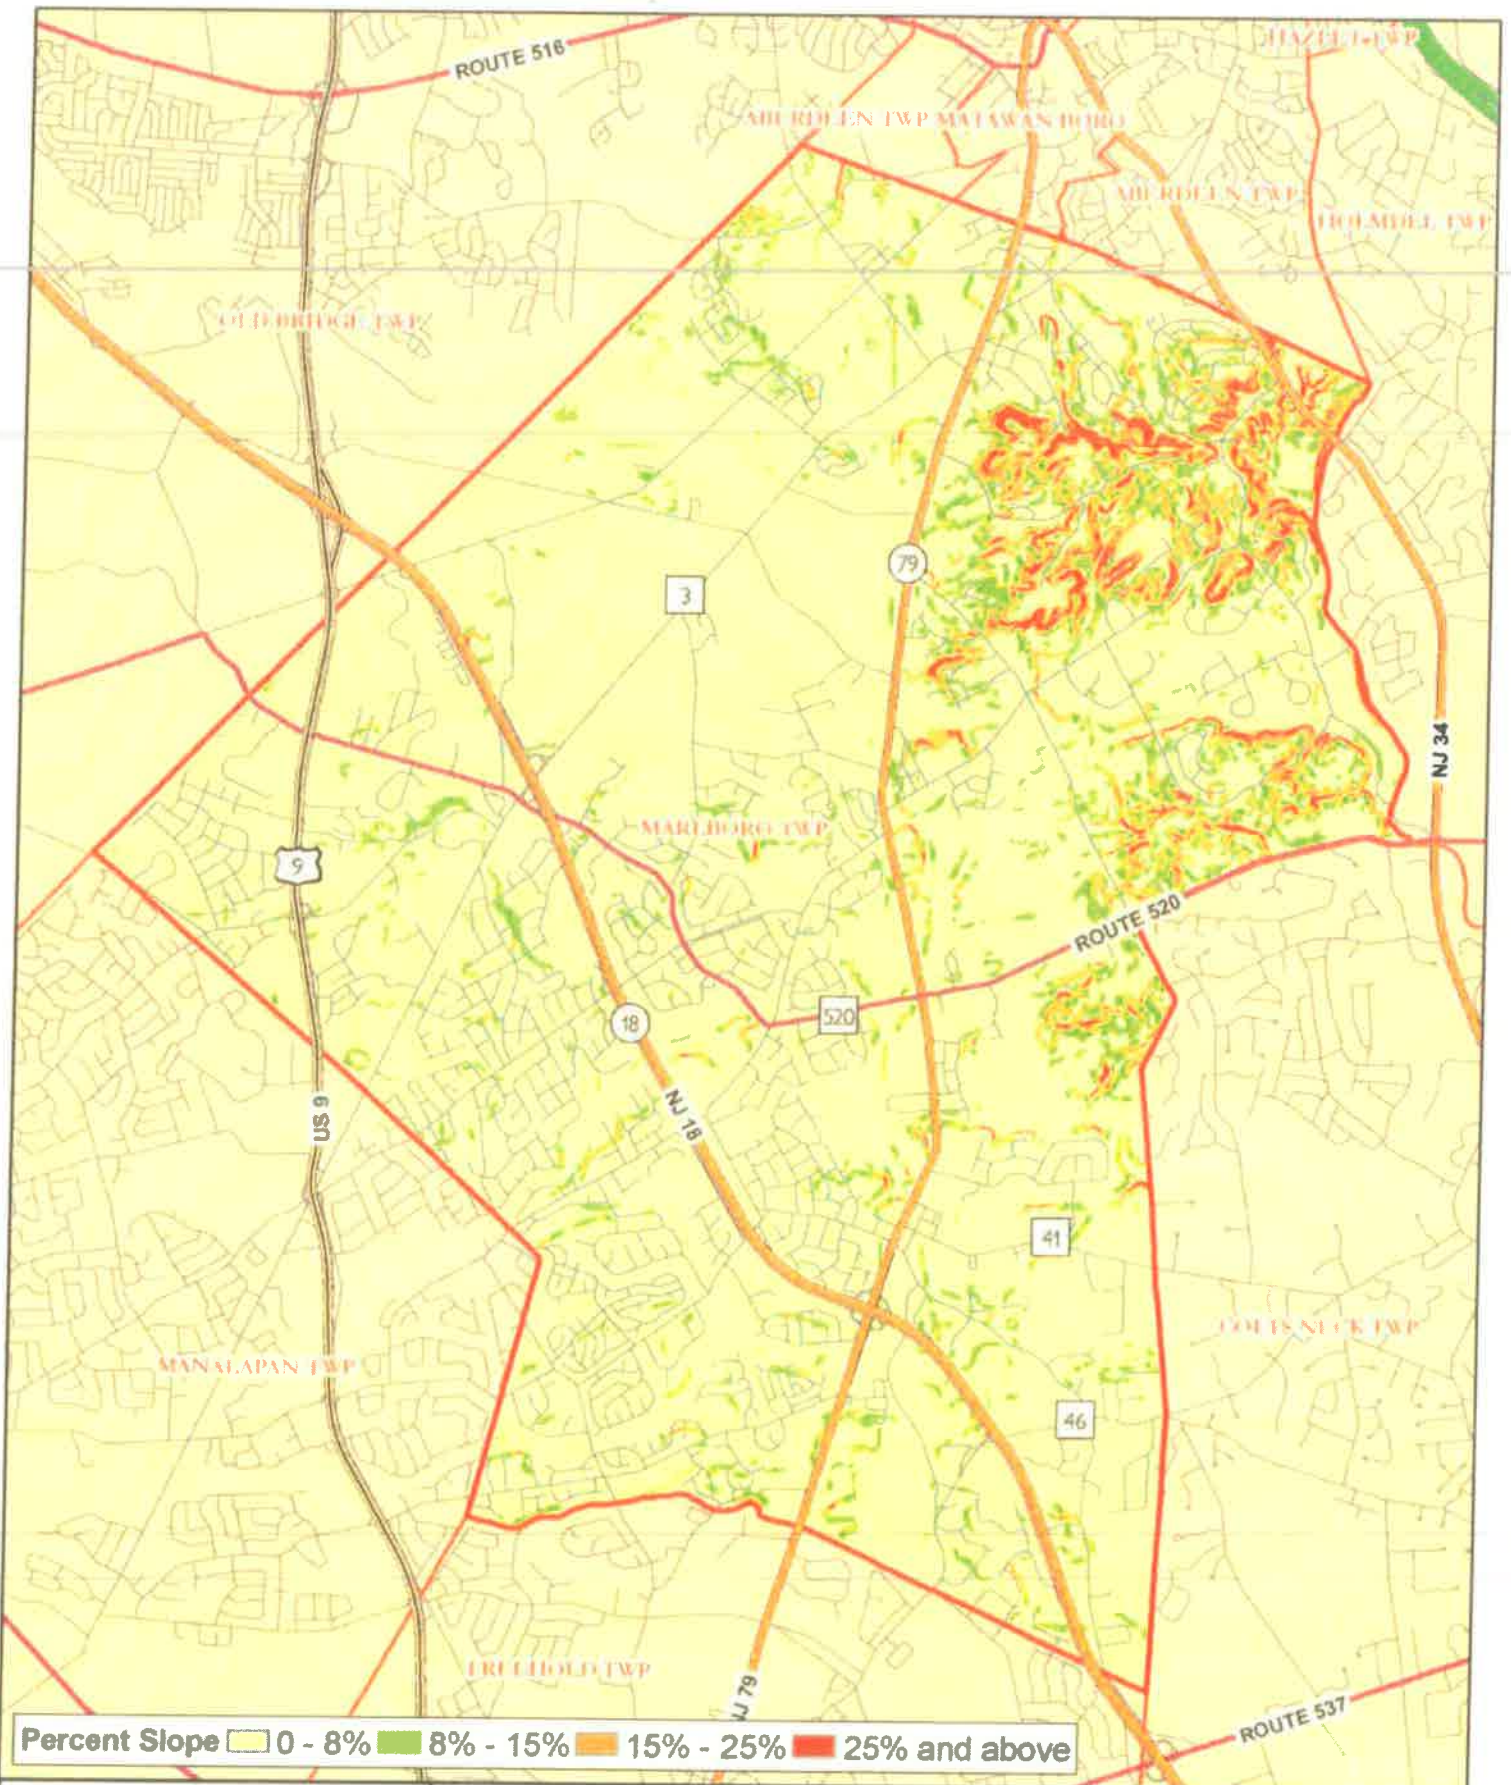 HAZLET TWP
ROUTE 516
ABERDEEN TWP MATAWAN BORO
ABERDEEN TWP
HOLMDEL TWP
OLD BRIDGE TWP
79
3
NJ 34
MARLBORO TWP
9
ROUTE 520
520
18
NJ 18
US 9
41
COLTS NECK TWP
MANALAPAN TWP
46
FREEHOLD TWP
NJ 79
ROUTE 537
Percent Slope 0 - 8% 8% - 15% 15% - 25% 25% and above